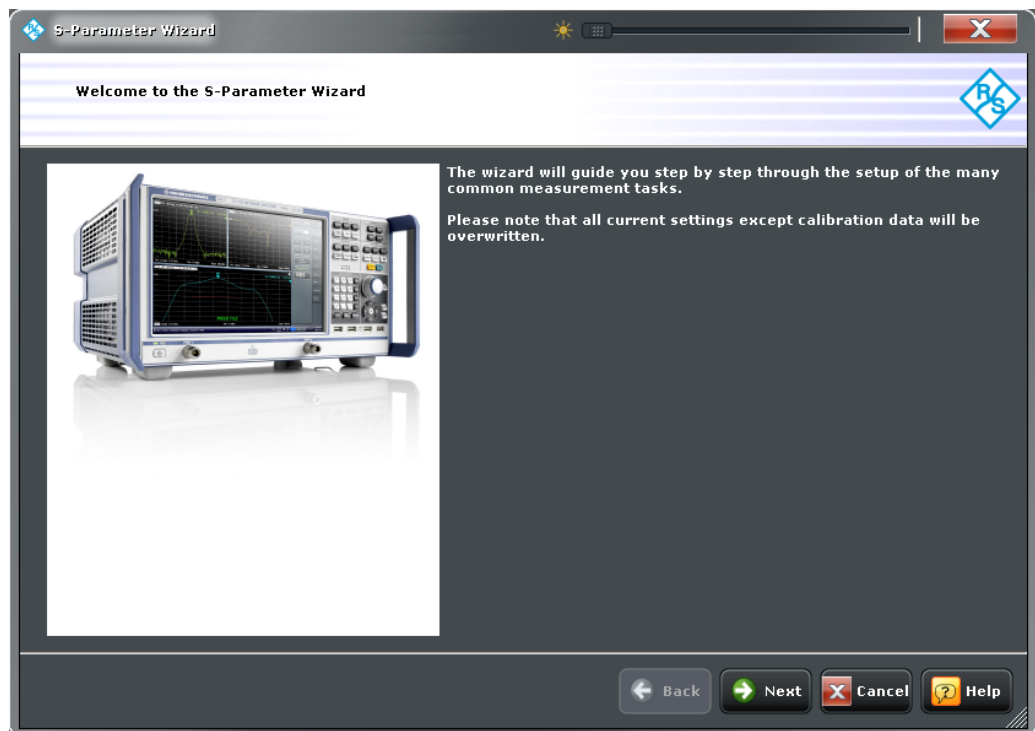 S-Parameter Wizard
X
Welcome to the S-Parameter Wizard
R/S
The wizard will guide you step by step through the setup of the many
common measurement tasks.
Please note that all current settings except calibration data will be
overwritten.
Back
Next
Cancel
Help